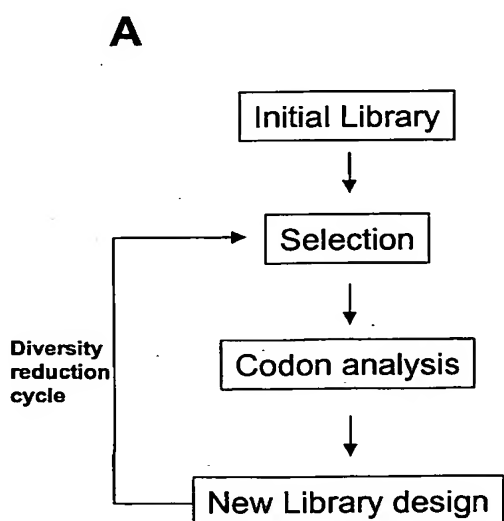 A
Initial Library
Selection
Diversity
reduction
cycle
Codon analysis
New Library design